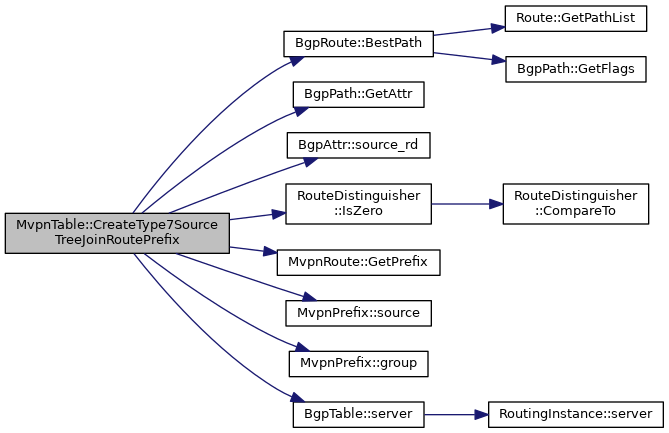 MvpnTable::CreateType7Source
TreeJoinRoutePrefix
BgpRoute::BestPath
Route::GetPathList
BgpPath::GetFlags
BgpPath::GetAttr
BgpAttr::source_rd
RouteDistinguisher
::IsZero
RouteDistinguisher
::CompareTo
MvpnRoute::GetPrefix
MvpnPrefix::source
MvpnPrefix::group
BgpTable::server
RoutingInstance::server